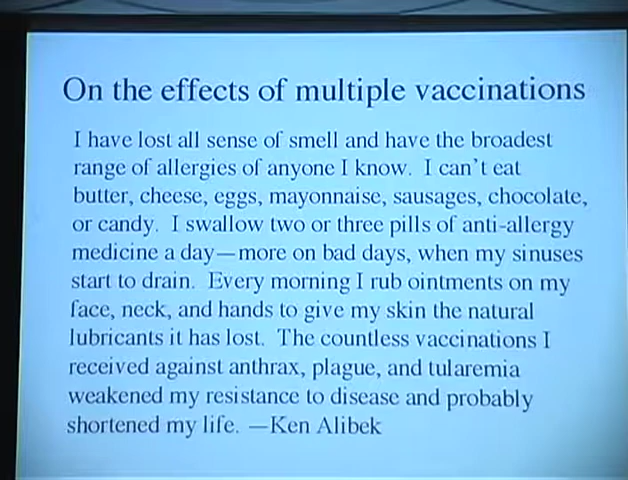 On the effects of multiple vaccinations
I have lost all sense of smell and have the broadest
range of allergies of anyone I know. I can't eat
butter, cheese, eggs, mayonnaise, sausages, chocolate,
or candy. I swallow two or three pills of anti-allergy
medicine a day—more on bad days, when my sinuses
start to drain. Every morning I rub ointments on my
face, neck, and hands to give my skin the natural
lubricants it has lost. The countless vaccinations I
received against anthrax, plague, and tularemia
weakened my resistance to disease and probably
shortened my life. —Ken Alibek